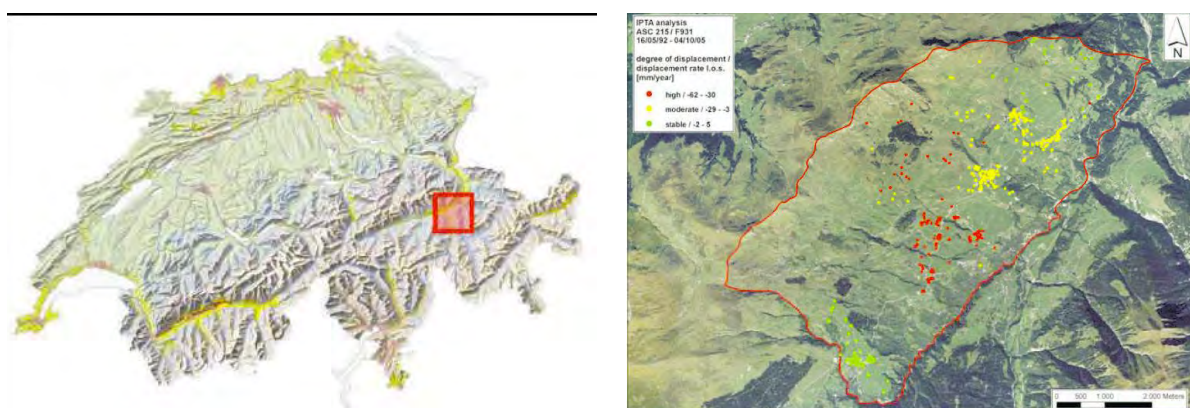 IPTA analysis
ASC 215 / F931
16/05/92 - 04/10/05
degree of displacement /
displacement rate l.o.s.
[mm/year]
high / -62 - -30
moderate / -29 - -3
stable / -2 - 5
N
0 500 1.000 2.000 Meters